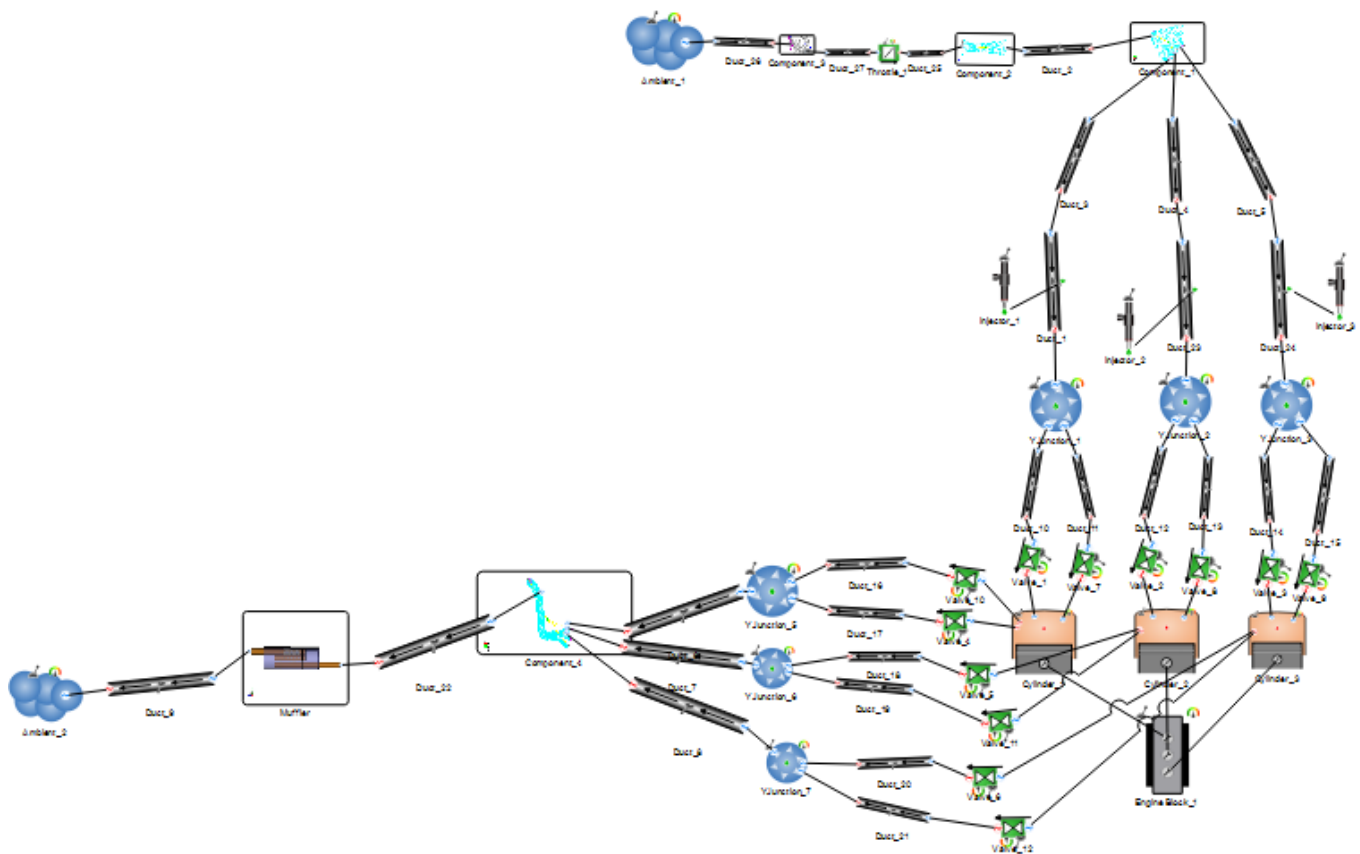 Ambient_1
Duct_26
Component_3
Duct_27
Throttle_1
Duct_25
Component_2
Duct_2
Component_1
Duct_3
Duct_4
Duct_5
Injector_1
Duct_1
Injector_2
Duct_23
Duct_24
Injector_3
YJunction_1
YJunction_2
YJunction_3
Duct_10
Duct_11
Duct_12
Duct_13
Duct_14
Duct_15
Valve_1
Valve_7
Valve_2
Valve_8
Valve_3
Valve_9
Duct_16
Valve_10
YJunction_5
Duct_17
Valve_4
Component_4
Duct_22
Duct_7
YJunction_6
Duct_18
Valve_5
Cylinder_1
Cylinder_2
Cylinder_3
Duct_9
Muffler
Duct_19
Ambient_2
Valve_11
Duct_8
YJunction_7
Duct_20
Valve_6
Engine Block_1
Duct_21
Valve_12